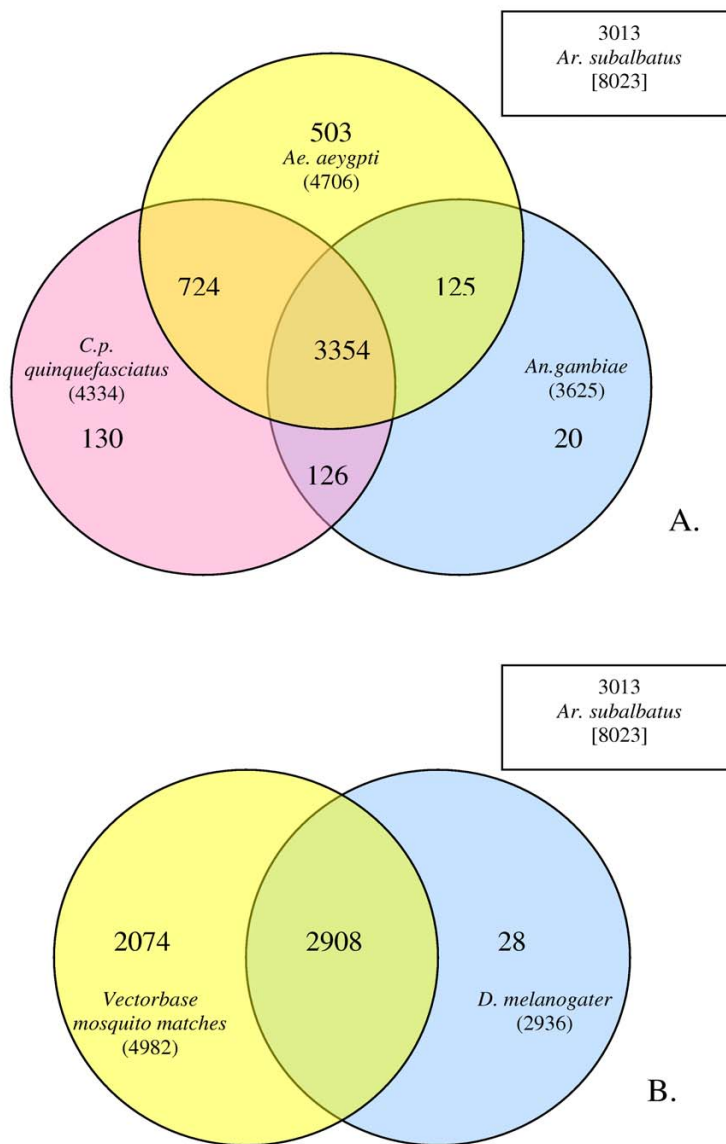 3013
Ar. subalbatus
[8023]
503
Ae. aeygpti
(4706)
724
125
3354
C.p.
quinquefasciatus
(4334)
130
An.gambiae
(3625)
20
126
A.
3013
Ar. subalbatus
[8023]
2074
2908
28
Vectorbase
mosquito matches
(4982)
D. melanogater
(2936)
B.